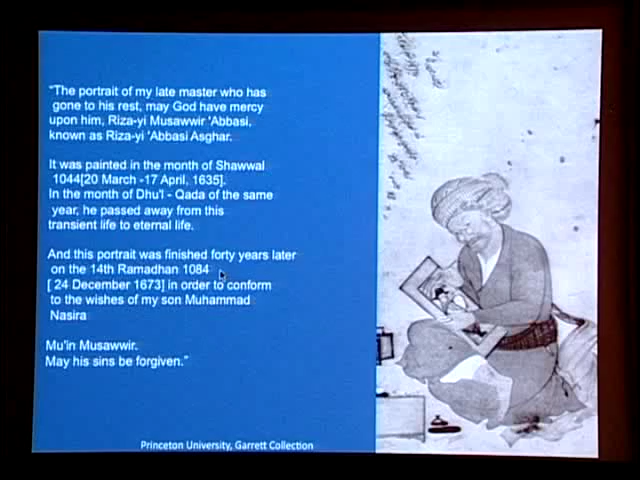 "The portrait of my late master who has
gone to his rest, may God have mercy
upon him, Riza-yi Musawwir 'Abbasi,
known as Riza-yi 'Abbasi Asghar.
It was painted in the month of Shawwal
1044[20 March -17 April, 1635].
In the month of Dhu'l - Qada of the same
year, he passed away from this
transient life to eternal life.
And this portrait was finished forty years later
on the 14th Ramadhan 1084
[ 24 December 1673] in order to conform
to the wishes of my son Muhammad
Nasira
Mu'in Musawwir.
May his sins be forgiven."
Princeton University, Garrett Collection